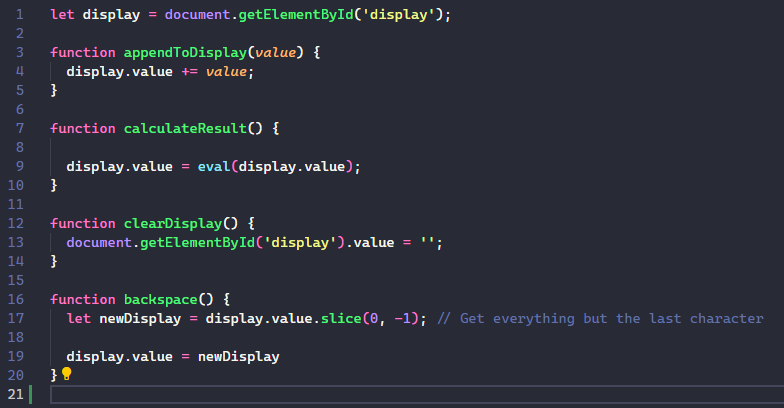 1 let display = document.getElementById('display');
2
3 function appendToDisplay(value) {
4   display.value += value;
5 }
6
7 function calculateResult() {
8
9   display.value = eval(display.value);
10 }
11
12 function clearDisplay() {
13   document.getElementById('display').value = '';
14 }
15
16 function backspace() {
17   let newDisplay = display.value.slice(0, -1); // Get everything but the last character
18
19   display.value = newDisplay
20 }
21